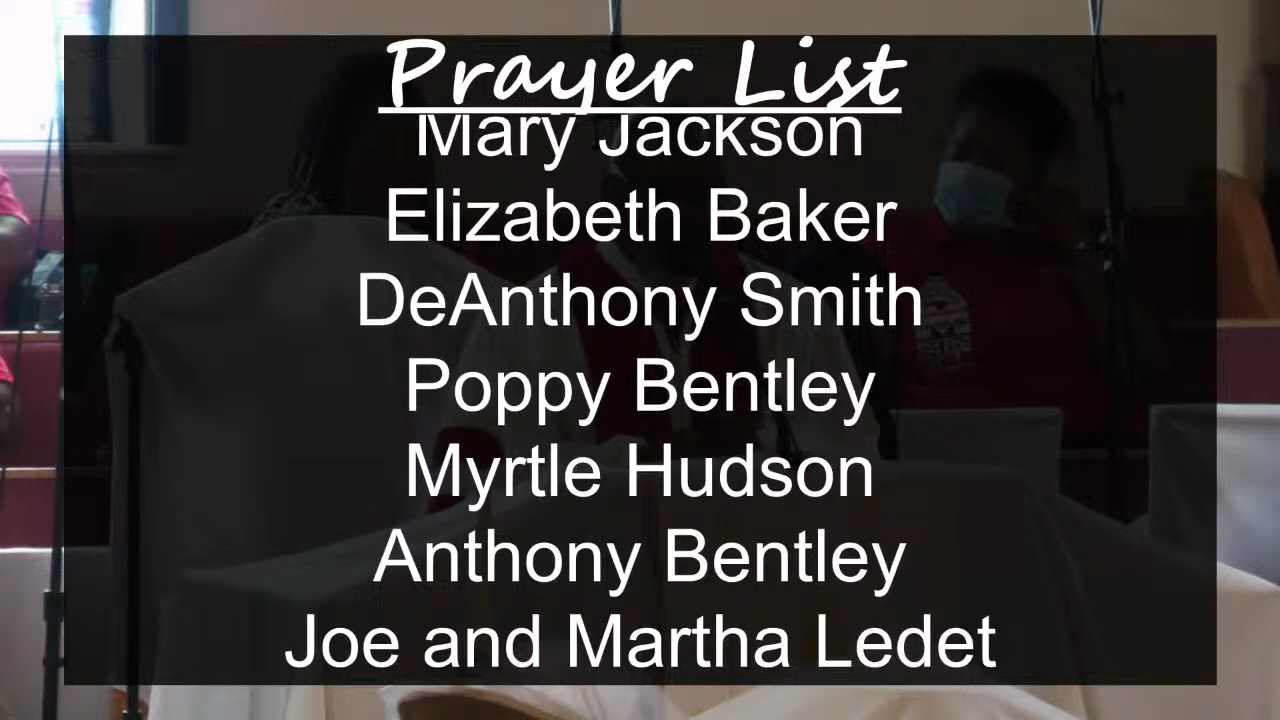 Prayer List
Mary Jackson
Elizabeth Baker
DeAnthony Smith
Poppy Bentley
Myrtle Hudson
Anthony Bentley
Joe and Martha Ledet